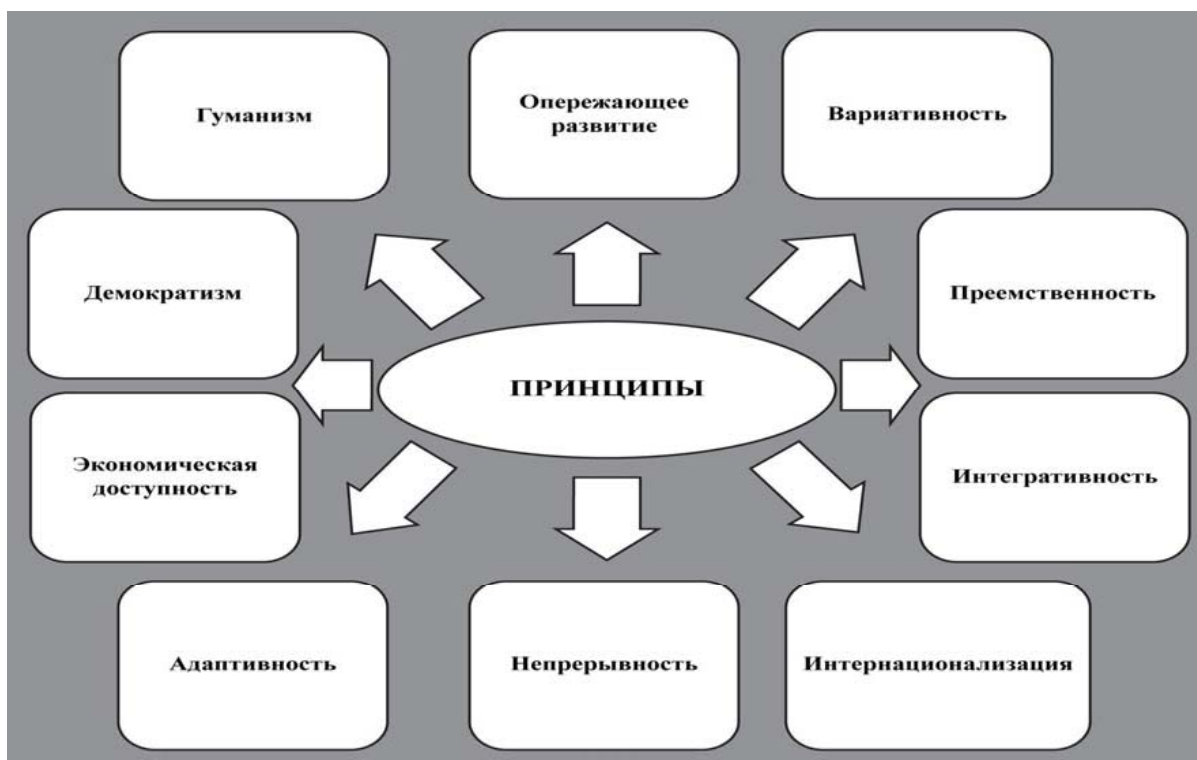 Гуманизм
Опережающее
развитие
Вариативность
Демократизм
Преемственность
ПРИНЦИПЫ
Экономическая
доступность
Интегративность
Адаптивность
Непрерывность
Интернационализация